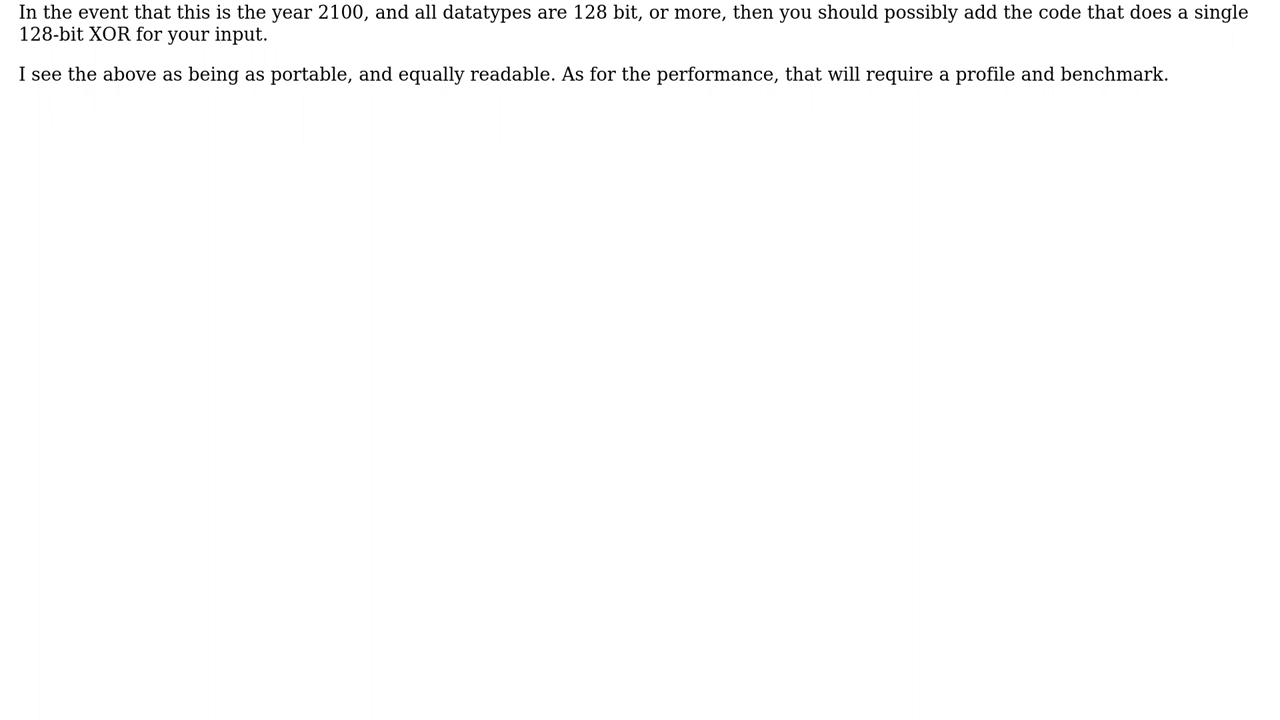 In the event that this is the year 2100, and all datatypes are 128 bit, or more, then you should possibly add the code that does a single
128-bit XOR for your input.
I see the above as being as portable, and equally readable. As for the performance, that will require a profile and benchmark.